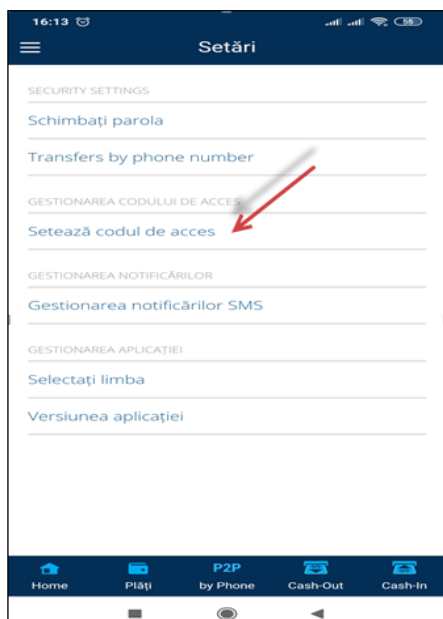 16:13
55
Setări
SECURITY SETTINGS
Schimbați parola
Transfers by phone number
GESTIONAREA CODULUI DE ACCES
Setează codul de acces
GESTIONAREA NOTIFICĂRILOR
Gestionarea notificărilor SMS
GESTIONAREA APLICAȚIEI
Selectați limba
Versiunea aplicației
P2P
Home Plăți by Phone Cash-Out Cash-In